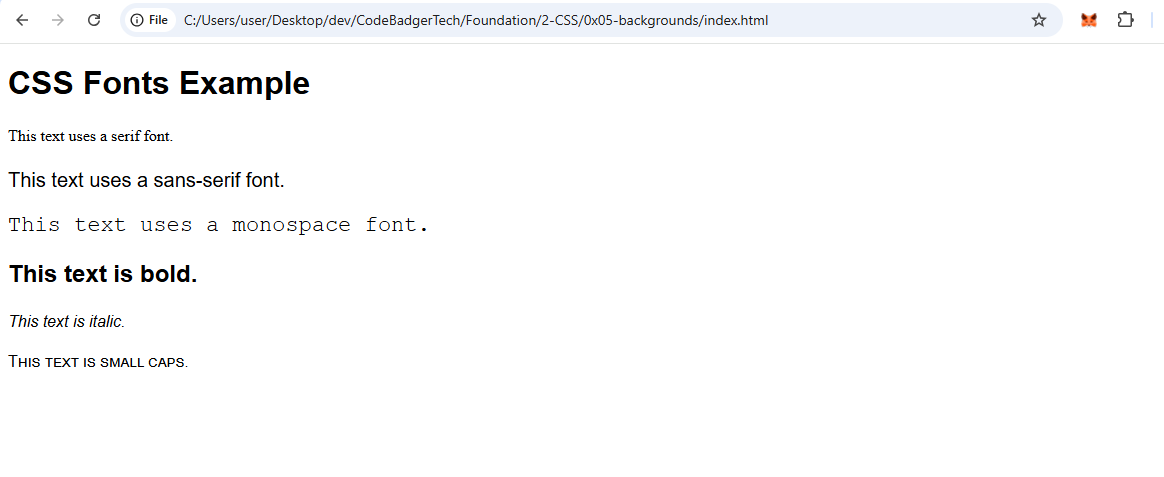 File C:/Users/user/Desktop/dev/CodeBadgerTech/Foundation/2-CSS/0x05-backgrounds/index.html
CSS Fonts Example
This text uses a serif font.
This text uses a sans-serif font.
This text uses a monospace font.
This text is bold.
This text is italic.
This text is small caps.